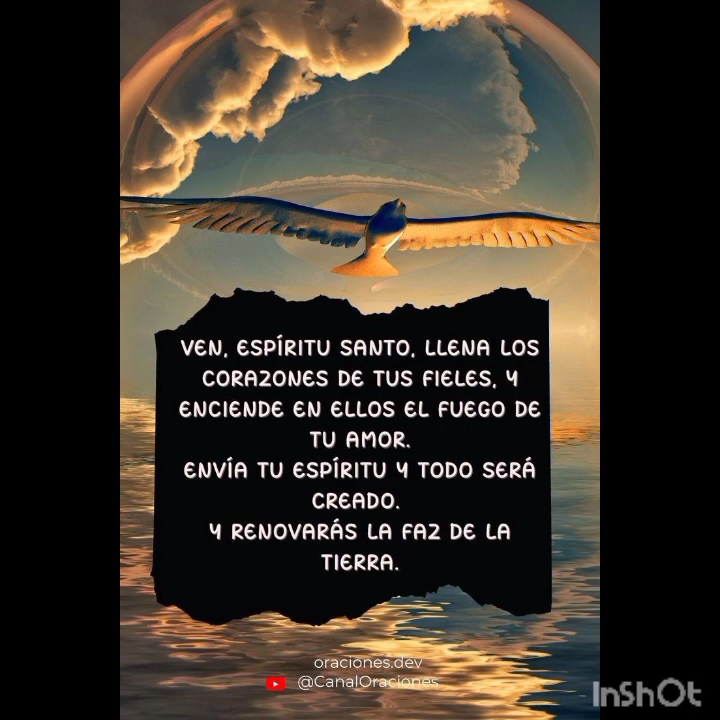 VEN, ESPÍRITU SANTO, LLENA LOS
CORAZONES DE TUS FIELES, Y
ENCIENDE EN ELLOS EL FUEGO DE
TU AMOR.
ENVÍA TU ESPÍRITU Y TODO SERÁ
CREADO.
Y RENOVARÁS LA FAZ DE LA
TIERRA.
oraciones.dev
@CanalOraciones
InShOt